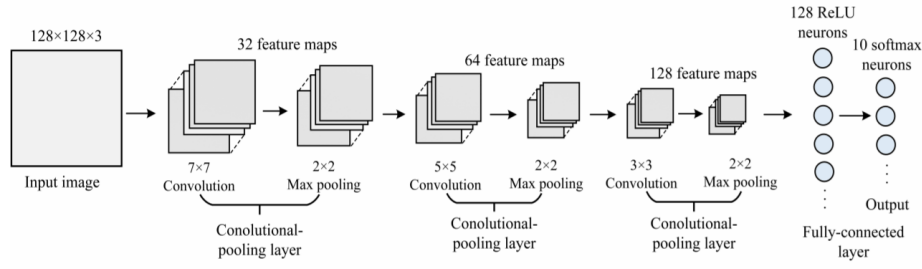 128×128×3
Input image
32 feature maps
7×7
Convolution
2×2
Max pooling
Conolutional-
pooling layer
64 feature maps
5×5
Convolution
2×2
Max pooling
Conolutional-
pooling layer
128 feature maps
3×3
Convolution
2×2
Max pooling
Conolutional-
pooling layer
128 ReLU
neurons
Fully-connected
layer
10 softmax
neurons
Output